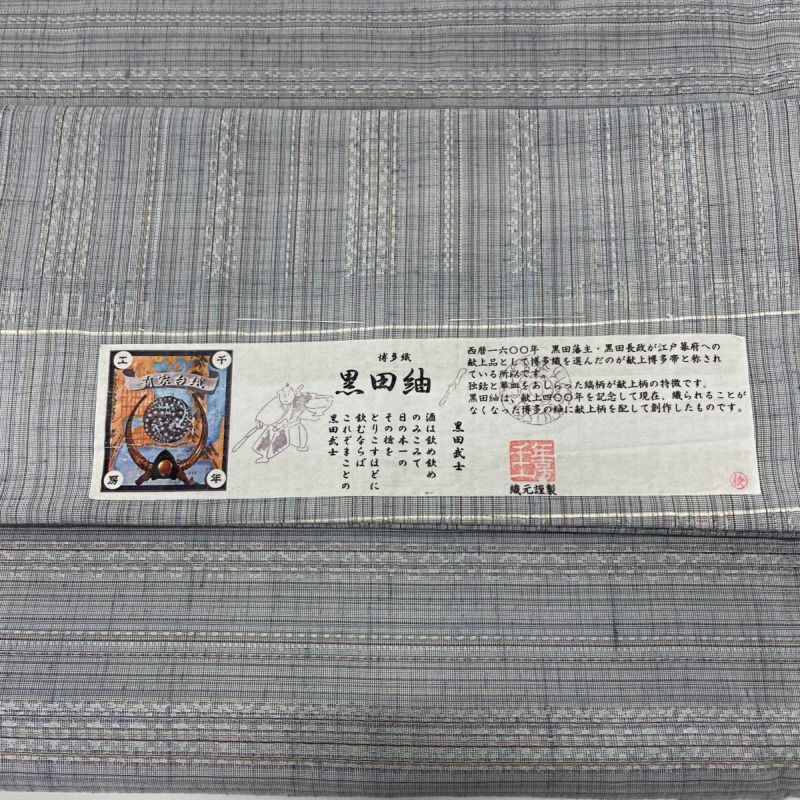 千年工房
博多織
黒田紬
黒田武士
酒は飲め飲め
のみこみて
日の本一の
その槍を
とりこすほどに
飲むならば
これぞまことの
黒田武士
西暦一六〇〇年　黒田藩主・黒田長政が江戸幕府への
献上品として博多織を選んだのが献上博多帯と称され
ている所以です。
独鈷と華皿をあしらった縞柄が献上柄の特徴です。
黒田紬は、献上四〇〇年を記念して現在、織られることが
なくなった博多の紬に献上柄を配して創作したものです。
織元謹製